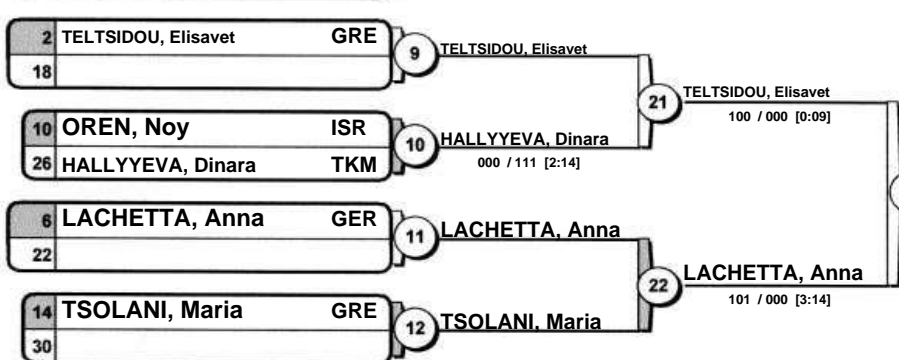 2 TELTSIDOU, Elisavet GRE
18
9
TELTSIDOU, Elisavet
21
TELTSIDOU, Elisavet
100 / 000 [0:09]
10 OREN, Noy ISR
26 HALLYYEVA, Dinara TKM
10
HALLYYEVA, Dinara
000 / 111 [2:14]
6 LACHETTA, Anna GER
22
11
LACHETTA, Anna
22
LACHETTA, Anna
101 / 000 [3:14]
14 TSOLANI, Maria GRE
30
12
TSOLANI, Maria